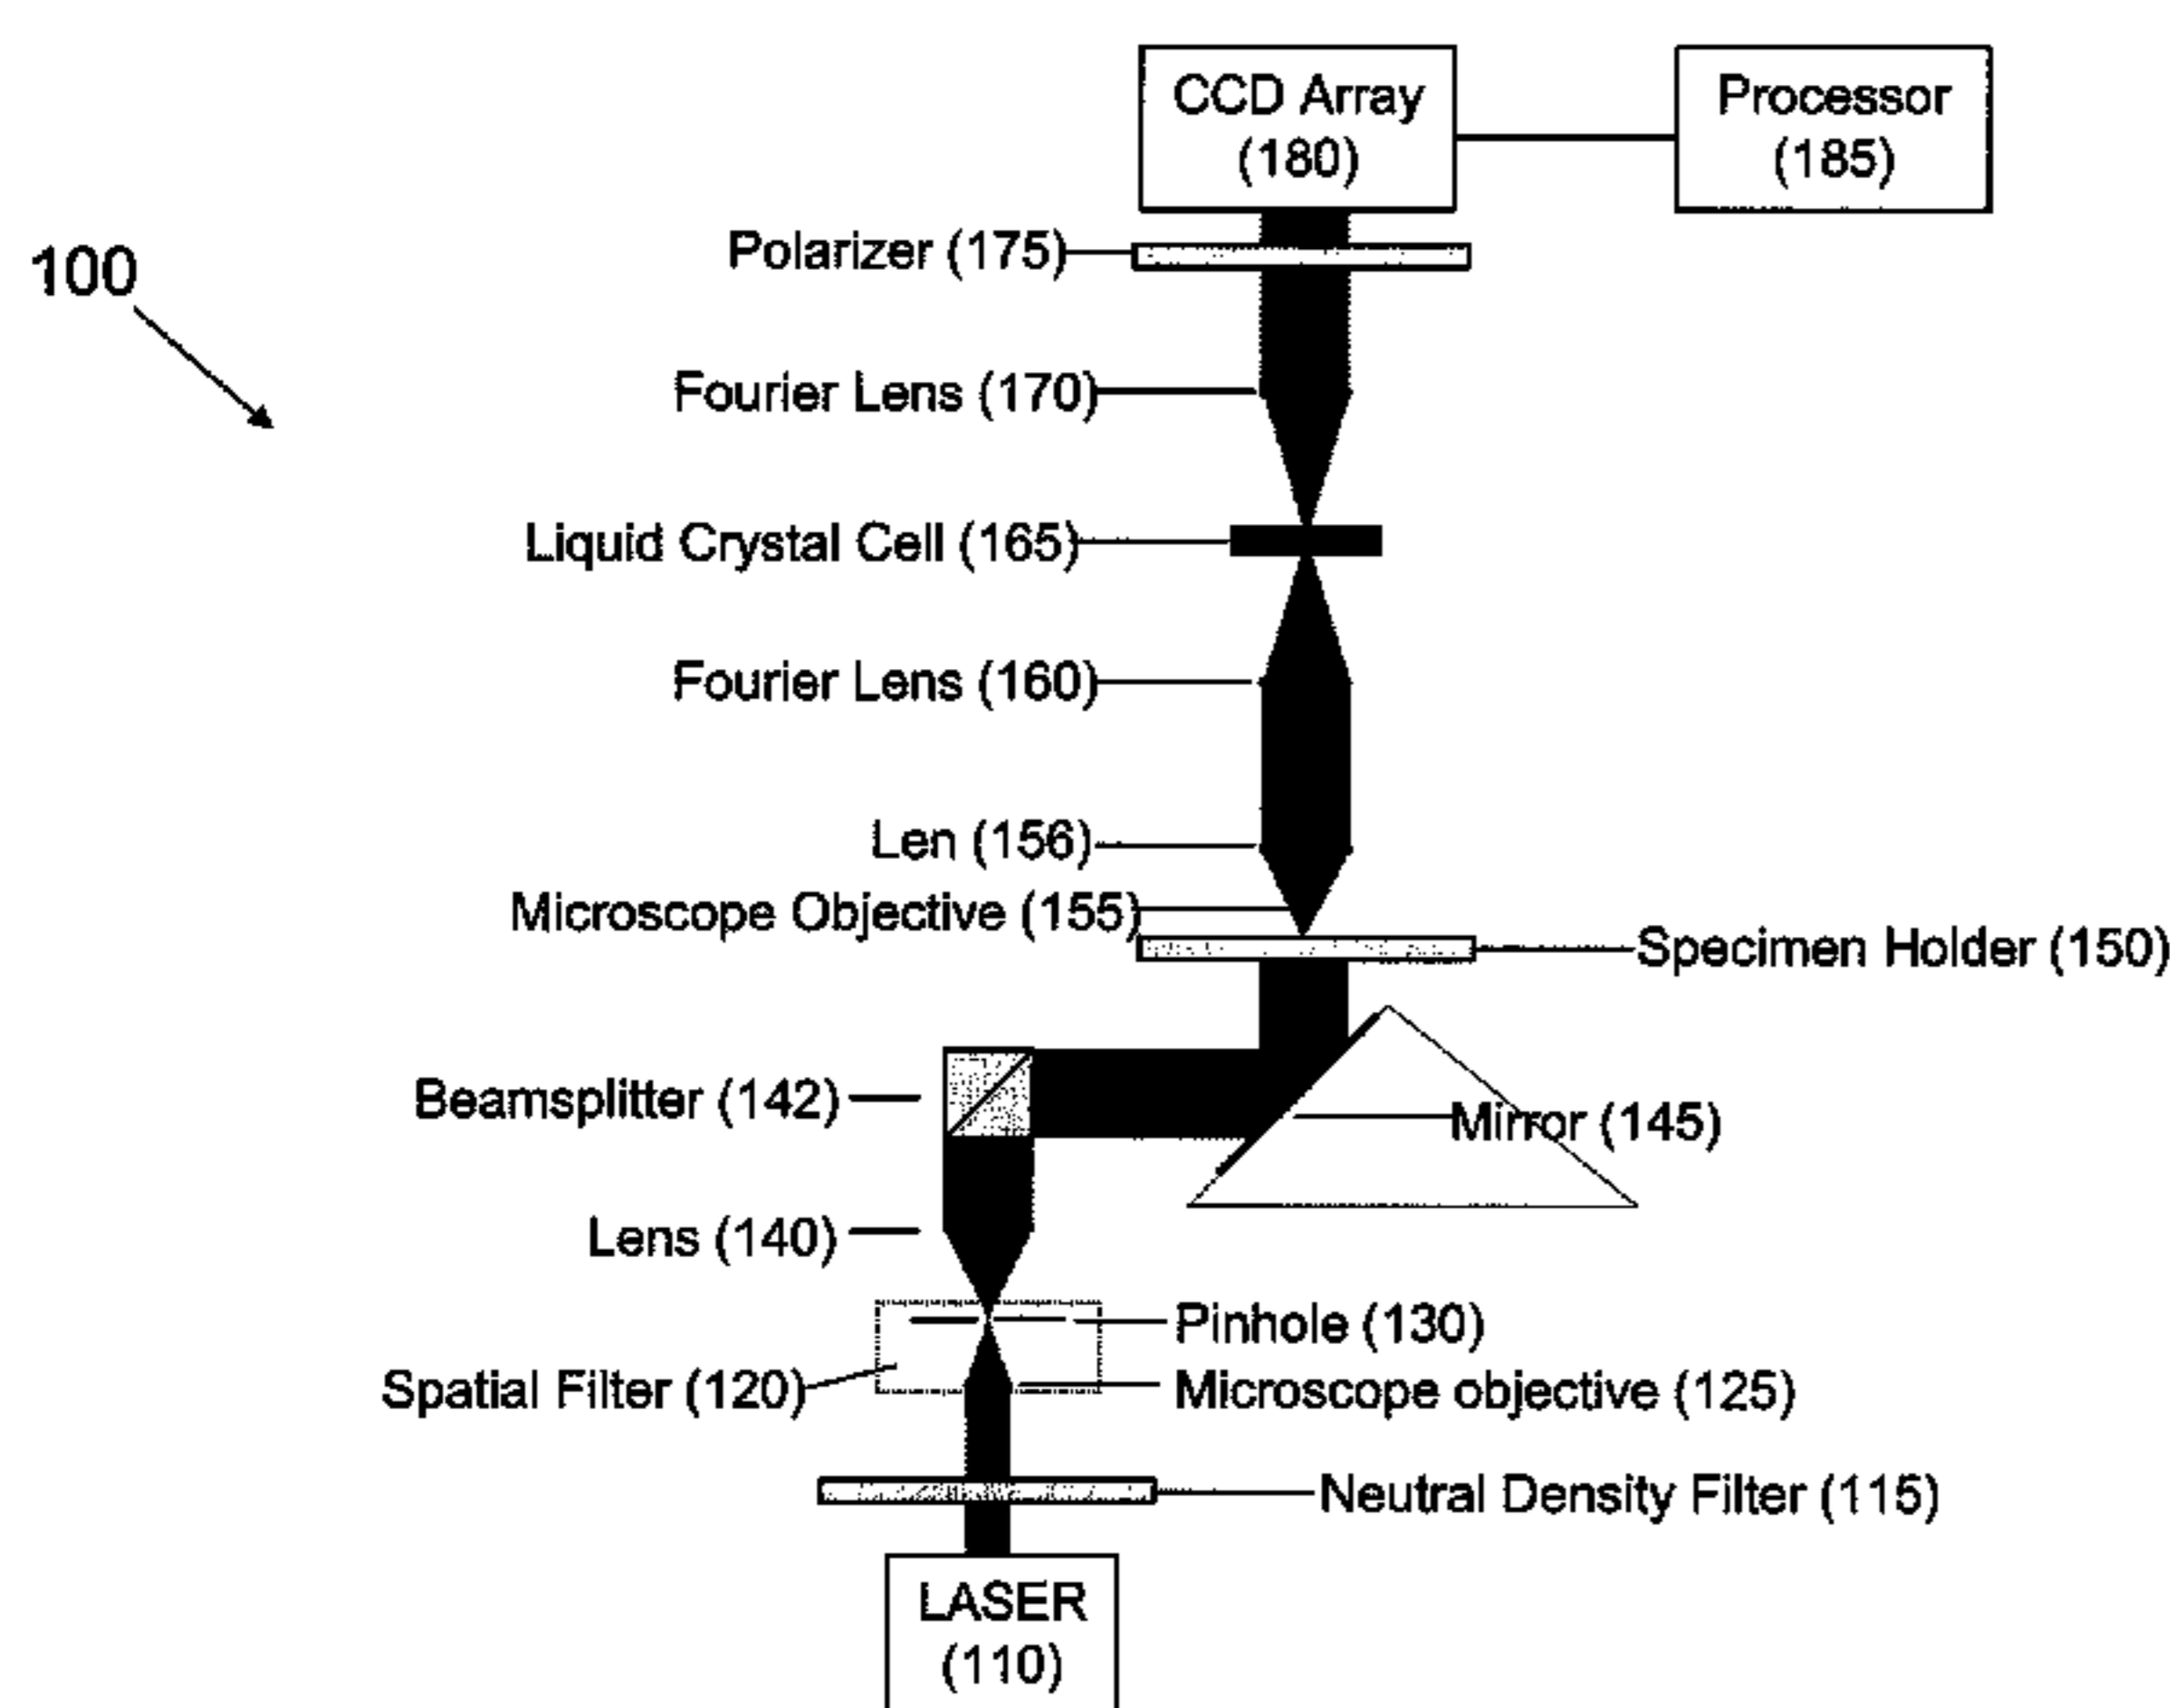 CCD Array
(180)
Processor
(185)
Polarizer (175)
100
Fourier Lens (170)
Liquid Crystal Cell (165)
Fourier Lens (160)
Len (156)
Microscope Objective (155)
Specimen Holder (150)
Beamsplitter (142)
Mirror (145)
Lens (140)
Pinhole (130)
Spatial Filter (120)
Microscope objective (125)
Neutral Density Filter (115)
LASER
(110)